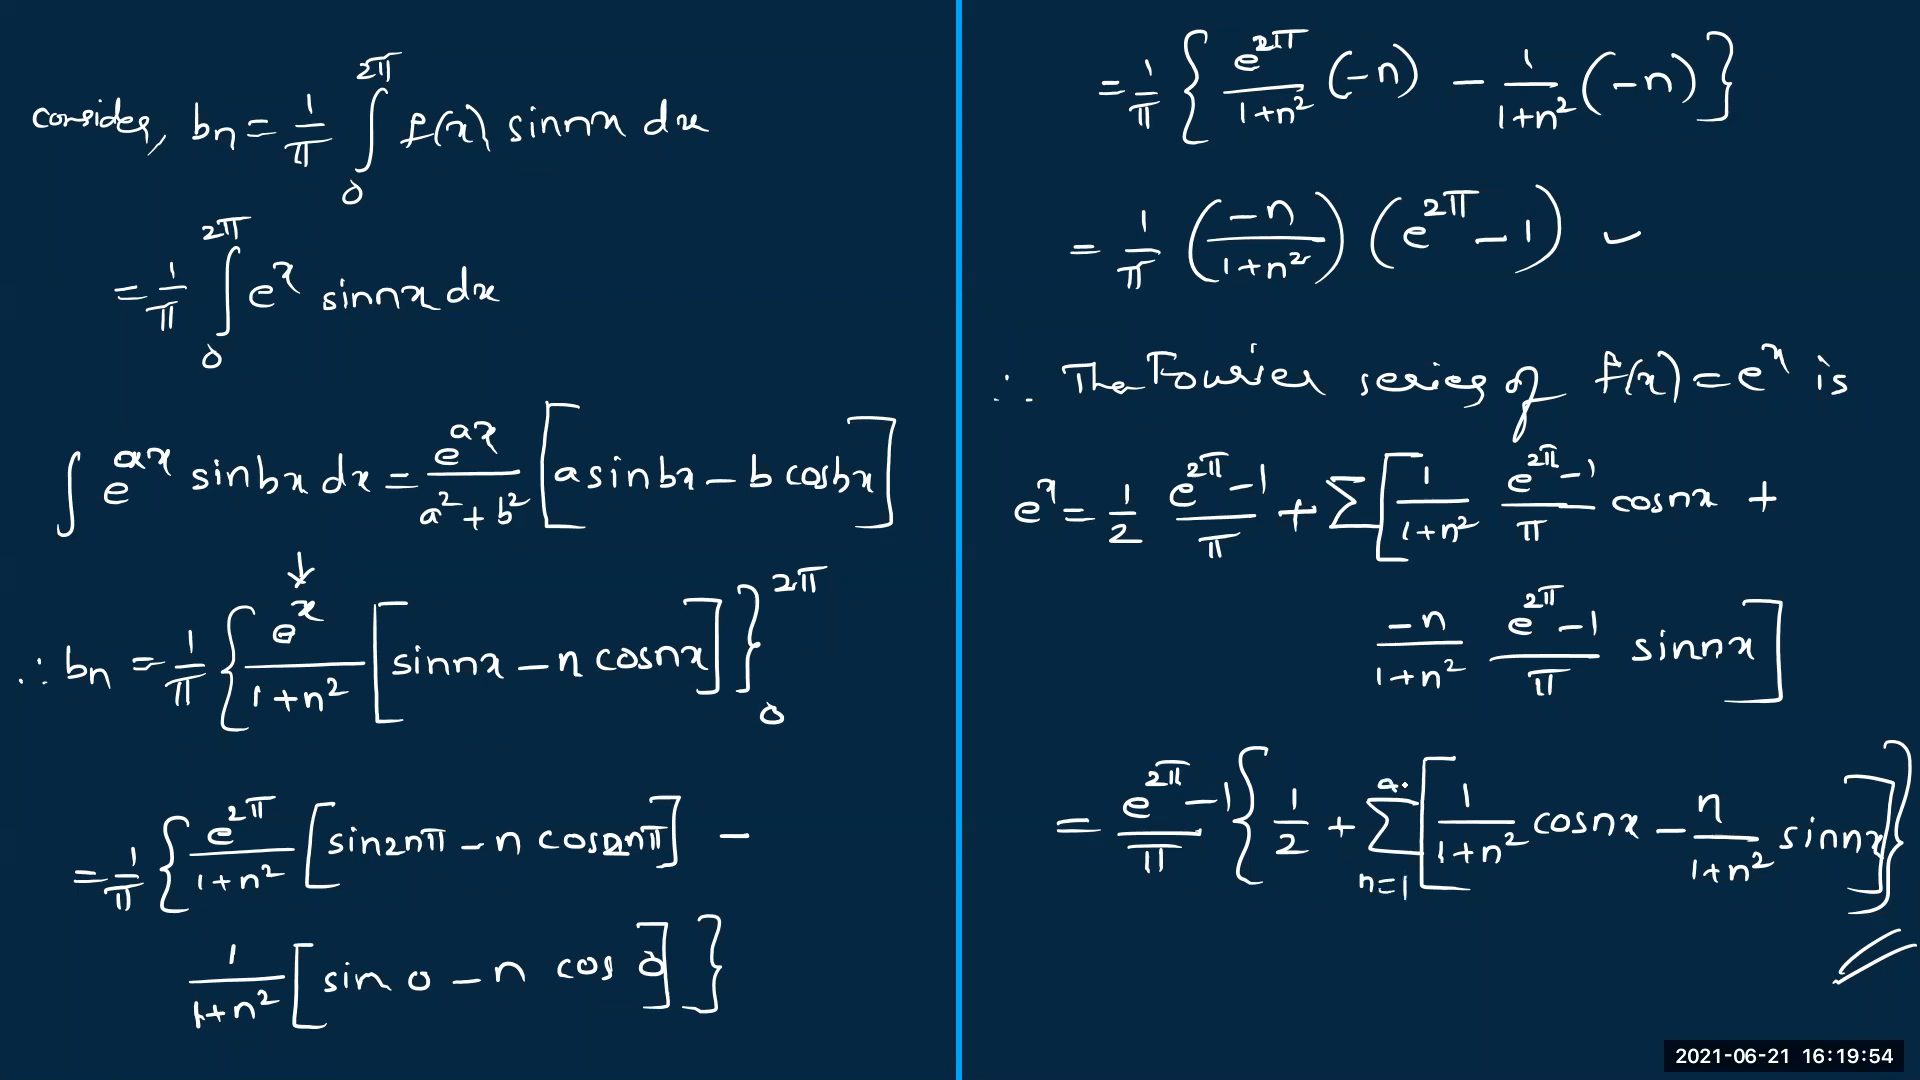 consider, bn = 1/π ∫₀^2π f(x) sinnx dx
= 1/π ∫₀^2π e^x sinnx dx
∫ e^ax sinbx dx = e^ax/(a²+b²) [a sinbx − b cosbx]
↓
∴ bn = 1/π { e^x/(1+n²) [sinnx − n cosnx] }₀^2π
= 1/π { e^2π/(1+n²) [sin2nπ − n cos2nπ] −
1/(1+n²) [sin 0 − n cos 0] }
= 1/π { e^2π/(1+n²) (−n) − 1/(1+n²) (−n) }
= 1/π (−n/(1+n²)) (e^2π − 1) ✓
∴ The Fourier series of f(x) = e^x is
e^x = 1/2 (e^2π − 1)/π + Σ [ 1/(1+n²) (e^2π − 1)/π cosnx +
−n/(1+n²) (e^2π − 1)/π sinnx ]
= (e^2π − 1)/π { 1/2 + Σ_{n=1}^∞ [ 1/(1+n²) cosnx − n/(1+n²) sinnx ] }
2021-06-21 16:19:54